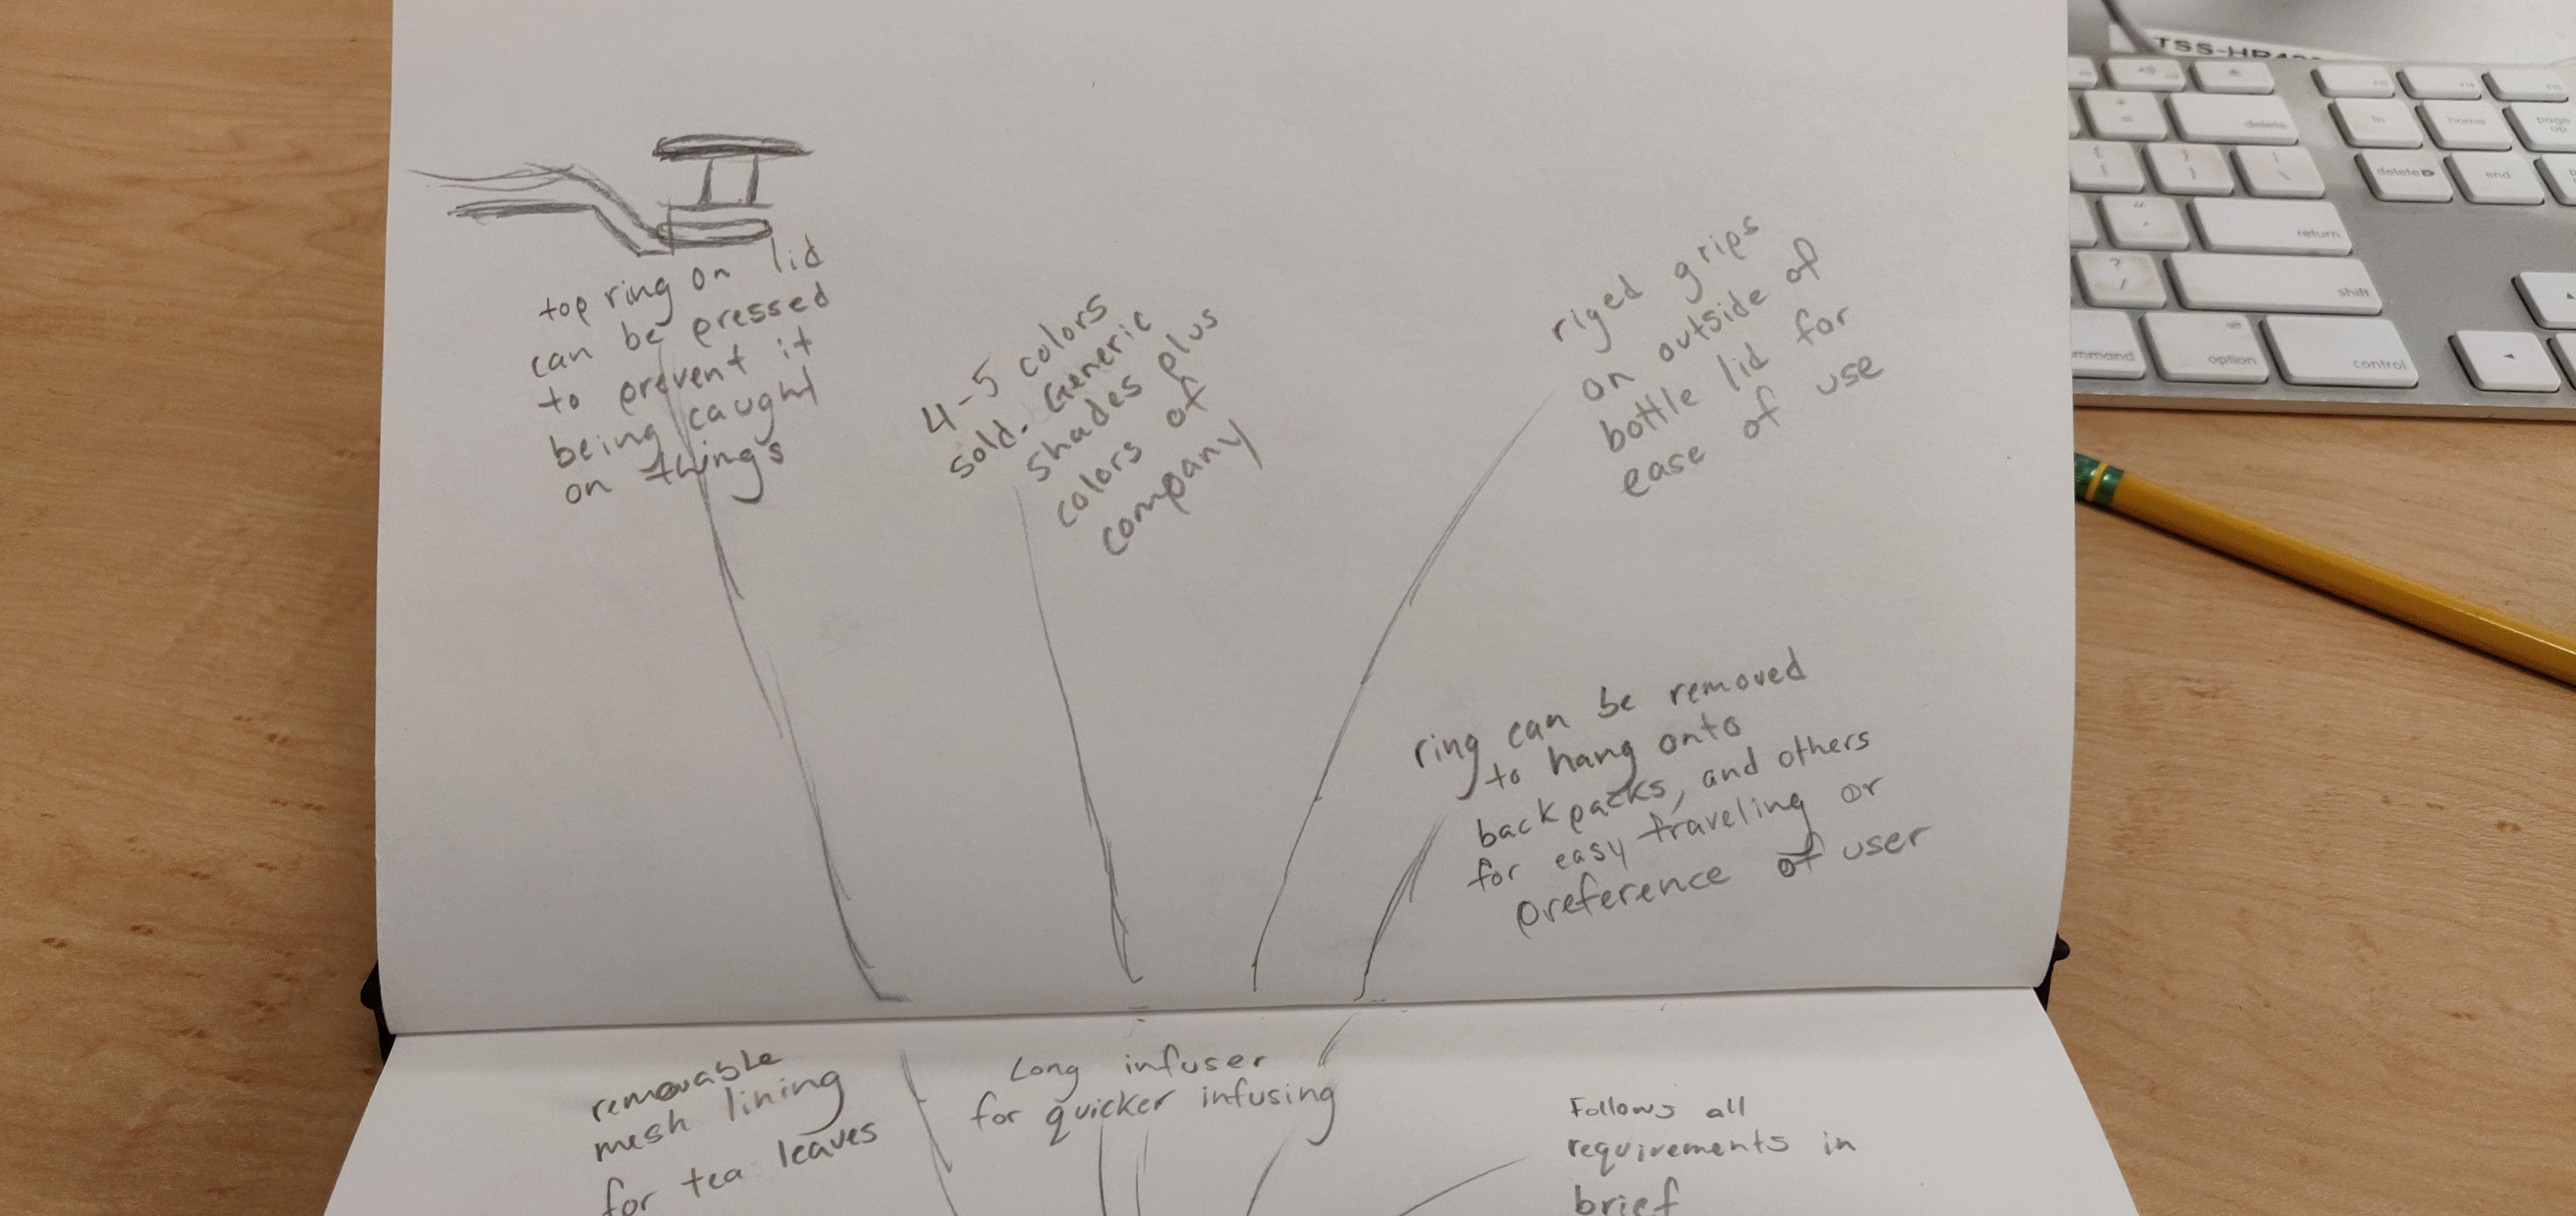 top ring on lid
can be pressed
to prevent it
being caught
on things
4-5 colors
sold. Generic
shades plus
colors of
company
riged grips
on outside of
bottle lid for
ease of use
ring can be removed
to hang onto
backpacks, and others
for easy traveling or
preference of user
removable
mesh lining
for tea leaves
Long infuser
for quicker infusing
Follows all
requirements in
brief
delete
home
page
up
delete
end
return
shift
option
control